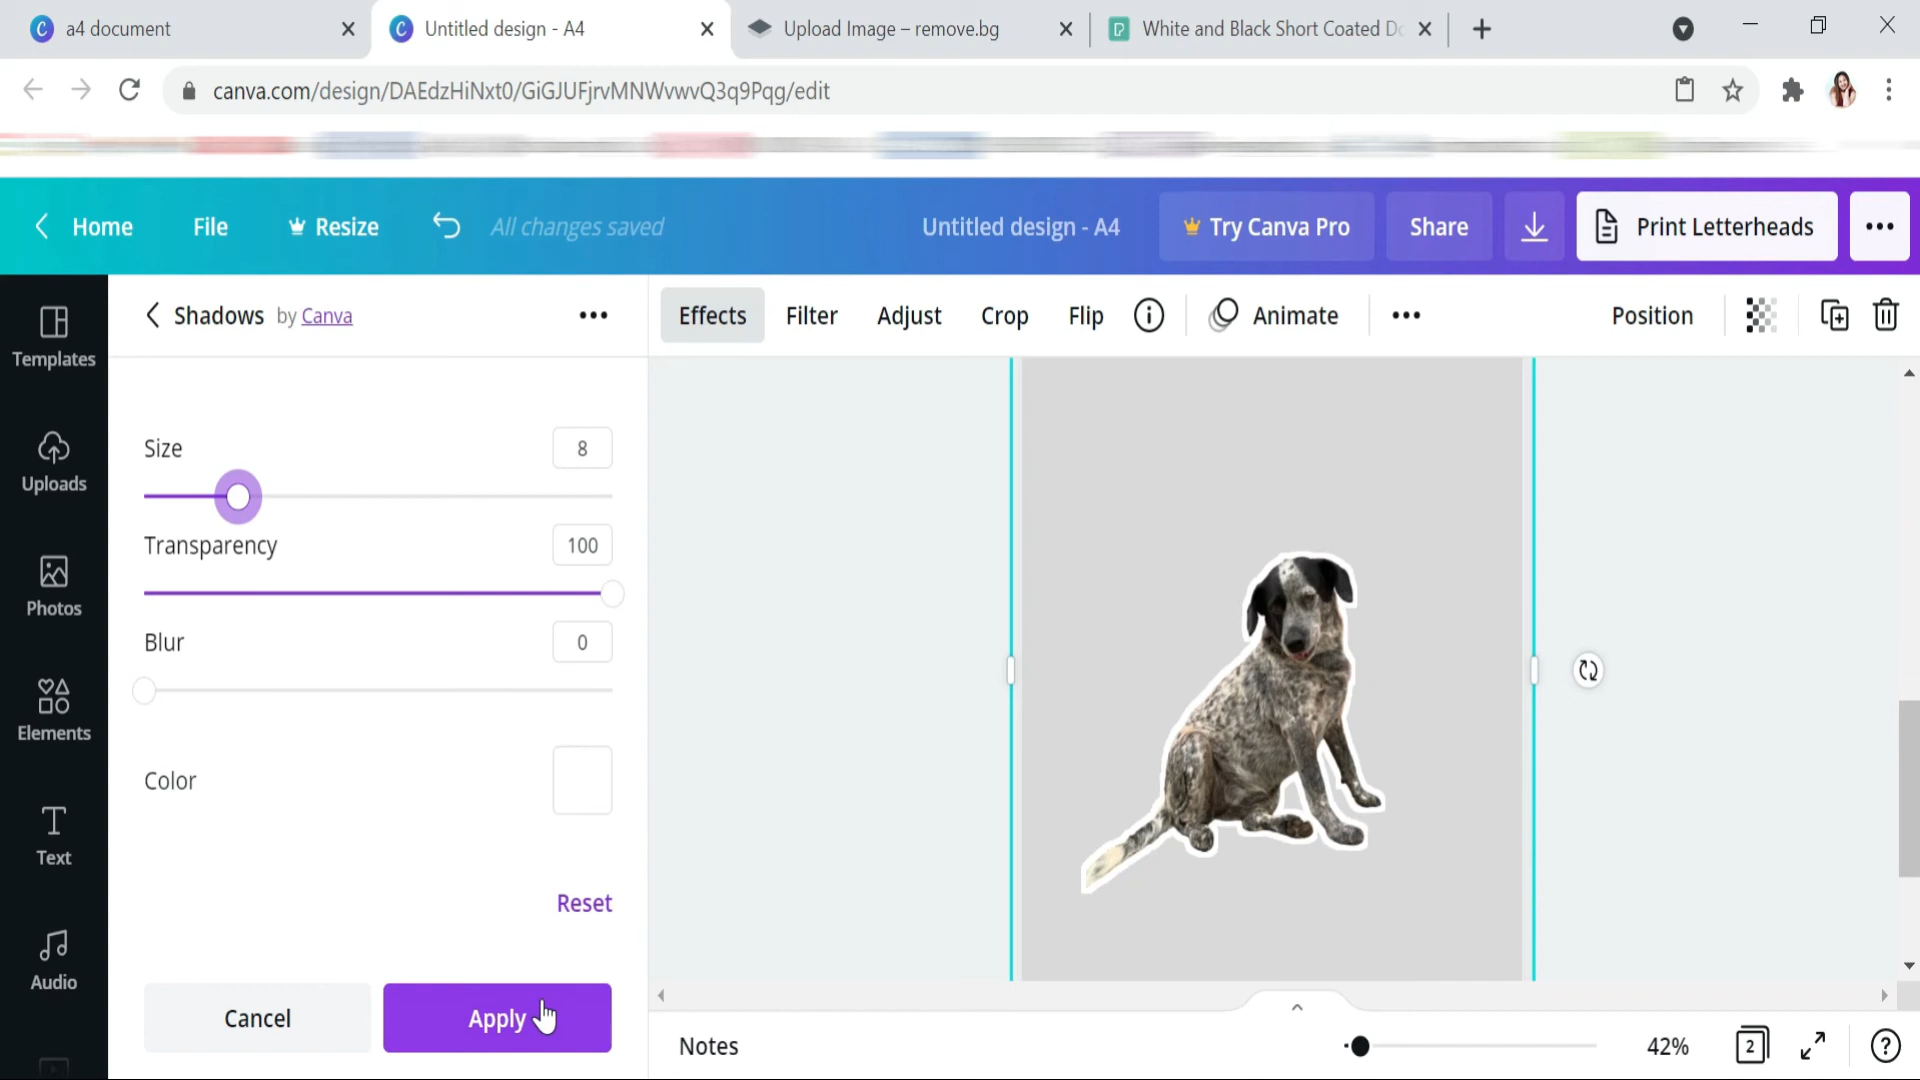 a4 document
Untitled design - A4
Upload Image – remove.bg
White and Black Short Coated Do
canva.com/design/DAEdzHiNxt0/GiGJUFjrvMNWvwvQ3q9Pqg/edit
Home
File
Resize
All changes saved
Untitled design - A4
Try Canva Pro
Share
Print Letterheads
Templates
Uploads
Photos
Elements
Text
Audio
Shadows by Canva
Effects
Filter
Adjust
Crop
Flip
Animate
Position
Size
8
Transparency
100
Blur
0
Color
Reset
Cancel
Apply
Notes
42%
2